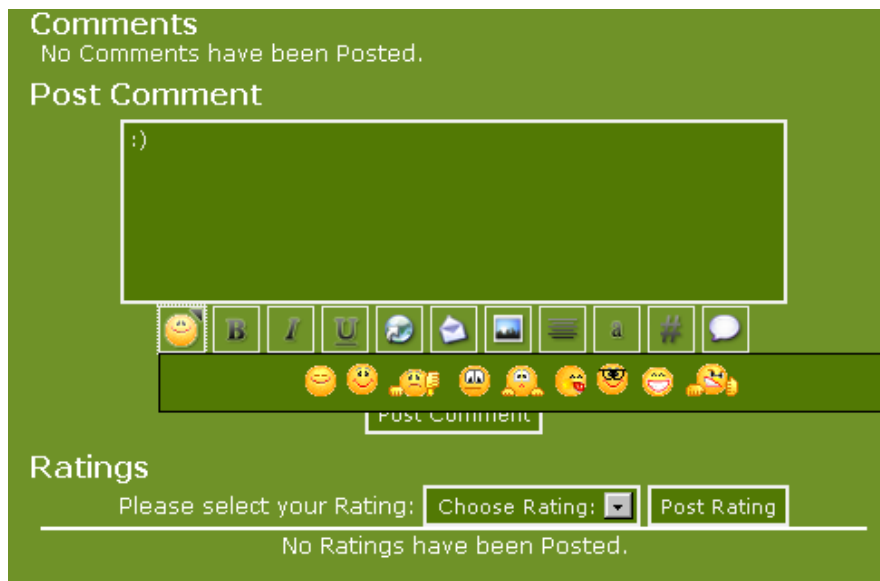 Comments
No Comments have been Posted.
Post Comment
:)
B I U a #
Post Comment
Ratings
Please select your Rating: Choose Rating: Post Rating
No Ratings have been Posted.